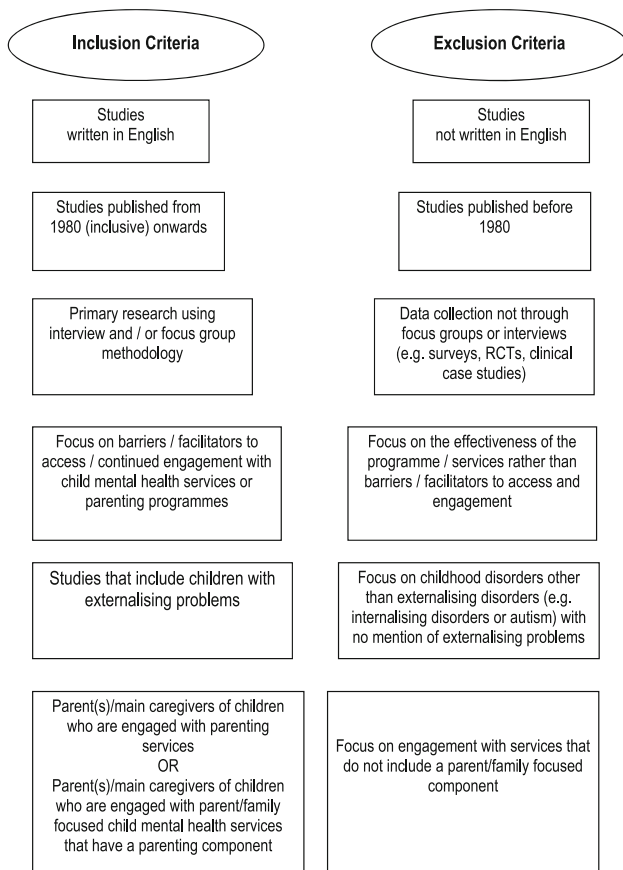 Inclusion Criteria
Exclusion Criteria
Studies
written in English
Studies
not written in English
Studies published from
1980 (inclusive) onwards
Studies published before
1980
Primary research using
interview and / or focus group
methodology
Data collection not through
focus groups or interviews
(e.g. surveys, RCTs, clinical
case studies)
Focus on barriers / facilitators to
access / continued engagement with
child mental health services or
parenting programmes
Focus on the effectiveness of the
programme / services rather than
barriers / facilitators to access and
engagement
Studies that include children with
externalising problems
Focus on childhood disorders other
than externalising disorders (e.g.
internalising disorders or autism) with
no mention of externalising problems
Parent(s)/main caregivers of children
who are engaged with parenting
services
OR
Parent(s)/main caregivers of children
who are engaged with parent/family
focused child mental health services
that have a parenting component
Focus on engagement with services that
do not include a parent/family focused
component